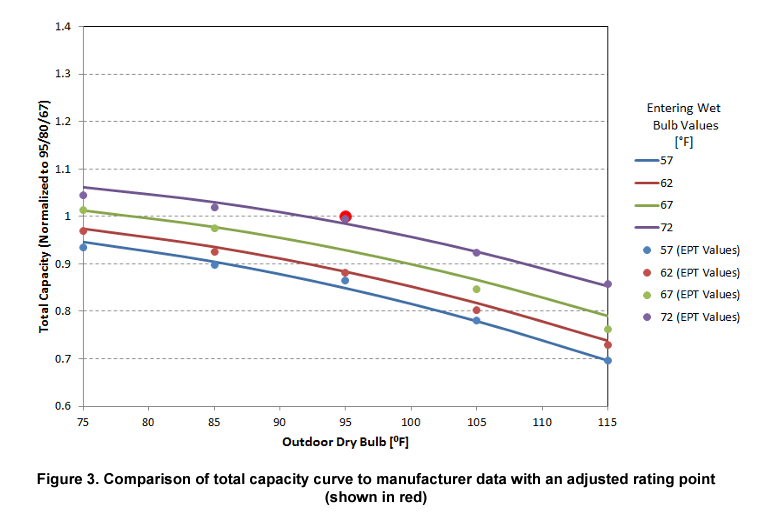 1.4
1.3
1.2
1.1
1
0.9
0.8
0.7
0.6
Total Capacity (Normalized to 95/80/67)
75
80
85
90
95
100
105
110
115
Outdoor Dry Bulb [⁰F]
Entering Wet
Bulb Values
[°F]
57
62
67
72
57 (EPT Values)
62 (EPT Values)
67 (EPT Values)
72 (EPT Values)
Figure 3. Comparison of total capacity curve to manufacturer data with an adjusted rating point
(shown in red)